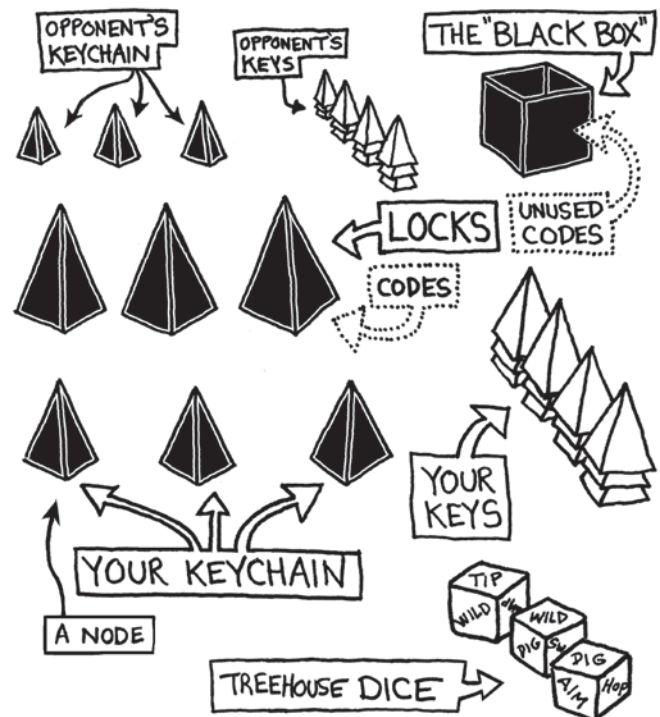 OPPONENT'S
KEYCHAIN
OPPONENT'S
KEYS
THE "BLACK BOX"
LOCKS
UNUSED
CODES
CODES
YOUR
KEYS
YOUR KEYCHAIN
A NODE
TREEHOUSE DICE
TIP
WILD
WILD
DIG
DIG
AIM
Hop